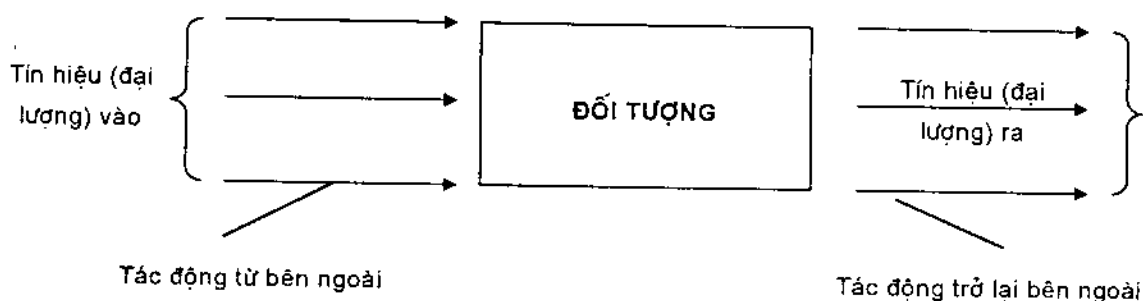 Tín hiệu (đại
lượng) vào
ĐỐI TƯỢNG
Tín hiệu (đại
lượng) ra
Tác động từ bên ngoài
Tác động trở lại bên ngoài